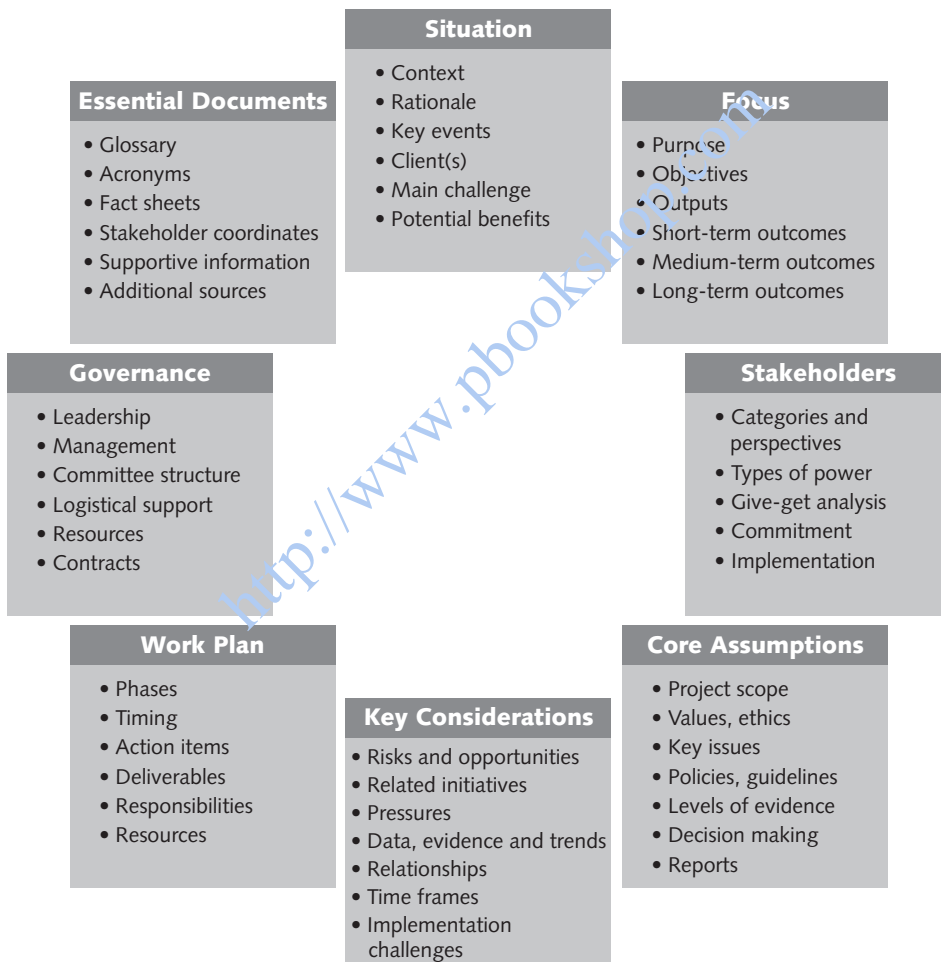 Situation
• Context
• Rationale
• Key events
• Client(s)
• Main challenge
• Potential benefits
Focus
• Purpose
• Objectives
• Outputs
• Short-term outcomes
• Medium-term outcomes
• Long-term outcomes
Stakeholders
• Categories and
perspectives
• Types of power
• Give-get analysis
• Commitment
• Implementation
Core Assumptions
• Project scope
• Values, ethics
• Key issues
• Policies, guidelines
• Levels of evidence
• Decision making
• Reports
Key Considerations
• Risks and opportunities
• Related initiatives
• Pressures
• Data, evidence and trends
• Relationships
• Time frames
• Implementation
challenges
Work Plan
• Phases
• Timing
• Action items
• Deliverables
• Responsibilities
• Resources
Governance
• Leadership
• Management
• Committee structure
• Logistical support
• Resources
• Contracts
Essential Documents
• Glossary
• Acronyms
• Fact sheets
• Stakeholder coordinates
• Supportive information
• Additional sources
http://www.pbookshop.com